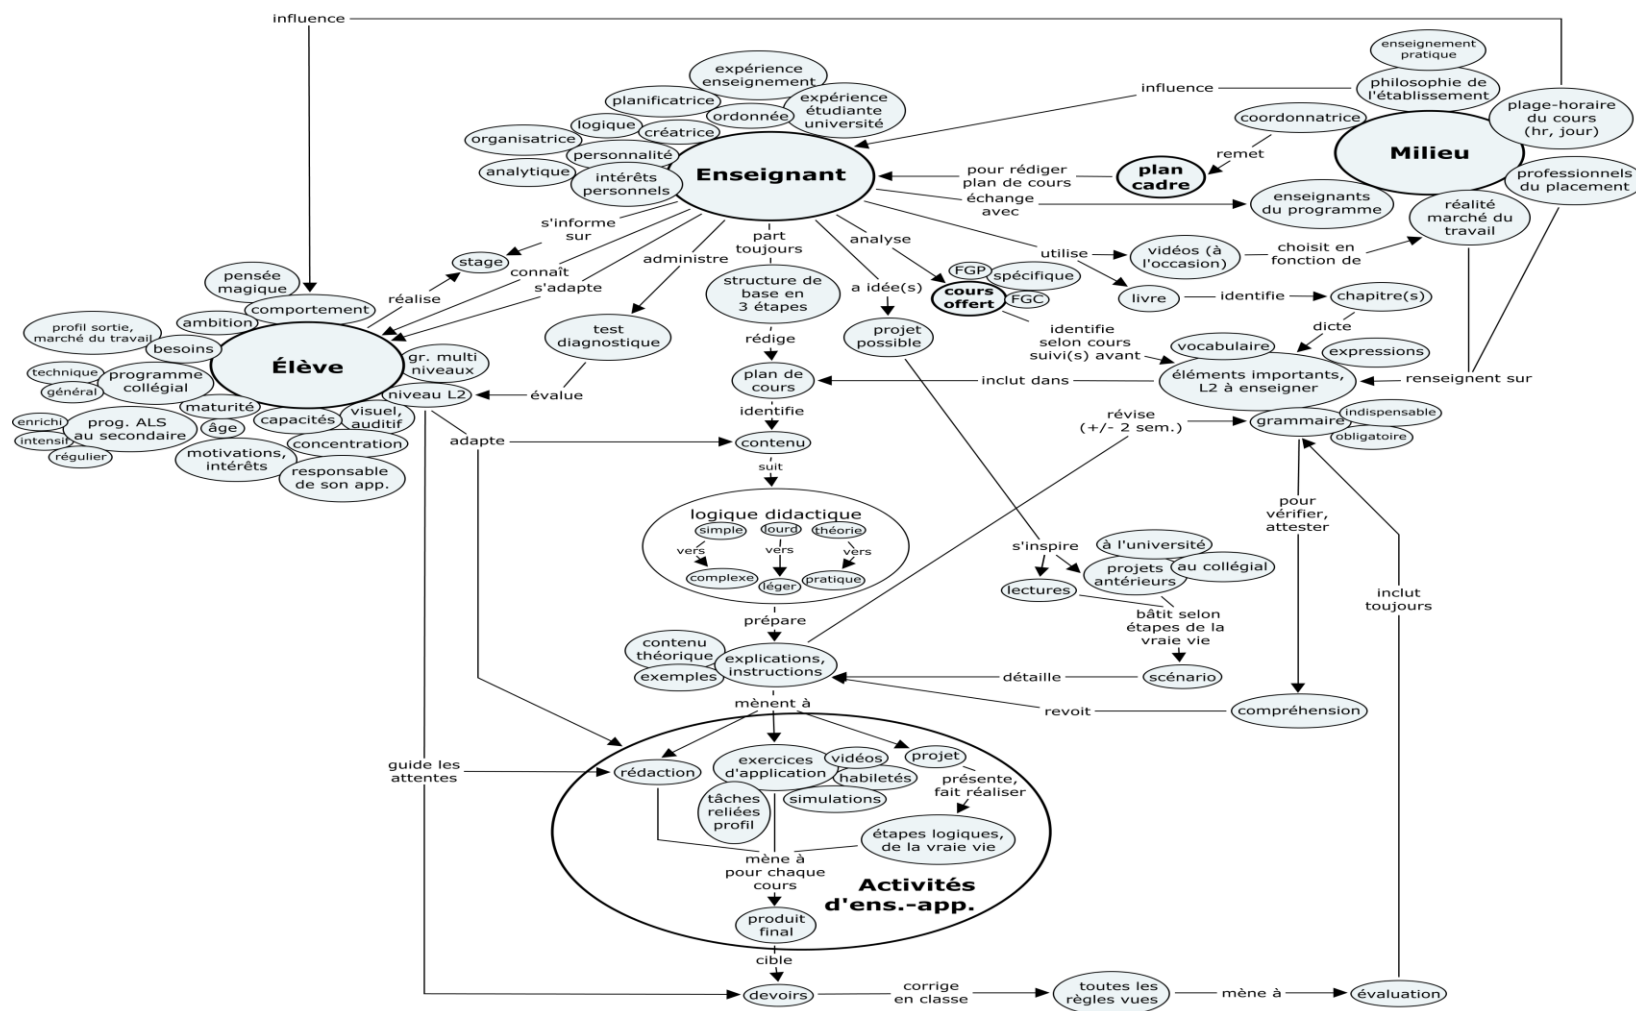 influence
enseignement
pratique
expérience
enseignement
philosophie de
l'établissement
influence
planificatrice
expérience
étudiante
université
ordonnée
plage-horaire
du cours
(hr, jour)
logique
créatrice
coordonnatrice
organisatrice
personnalité
remet
Milieu
analytique
intérêts
personnels
Enseignant
pour rédiger
plan de cours
plan
cadre
professionnels
du placement
échange
avec
enseignants
du programme
réalité
marché du
travail
s'informe
sur
part
toujours
analyse
utilise
vidéos (à
l'occasion)
choisit en
fonction de
stage
administre
pensée
magique
connaît
s'adapte
structure de
base en
3 étapes
a idée(s)
FGP
spécifique
cours
offert
FGC
livre
identifie
chapitre(s)
réalise
comportement
ambition
test
diagnostique
projet
possible
identifie
selon cours
suivi(s) avant
dicte
profil sortie,
marché du travail
besoins
rédige
vocabulaire
expressions
Élève
gr. multi
niveaux
technique
général
programme
collégial
plan de
cours
inclut dans
éléments importants,
L2 à enseigner
renseignent sur
niveau L2
évalue
maturité
capacités
visuel,
auditif
identifie
révise
(+/- 2 sem.)
grammaire
indispensable
obligatoire
enrichi
intensif
régulier
prog. ALS
au secondaire
âge
concentration
adapte
contenu
motivations,
intérêts
responsable
de son app.
suit
pour
vérifier,
attester
logique didactique
simple
lourd
théorie
vers
vers
vers
complexe
léger
pratique
s'inspire
à l'université
projets
antérieurs
au collégial
lectures
inclut
toujours
bâtit selon
étapes de la
vraie vie
prépare
contenu
théorique
exemples
explications,
instructions
détaille
scénario
mènent à
revoit
compréhension
guide les
attentes
rédaction
exercices
d'application
vidéos
habiletés
simulations
tâches
reliées
profil
projet
présente,
fait réaliser
étapes logiques,
de la vraie vie
mène à
pour chaque
cours
Activités
d'ens.-app.
produit
final
cible
devoirs
corrige
en classe
toutes les
règles vues
mène à
évaluation